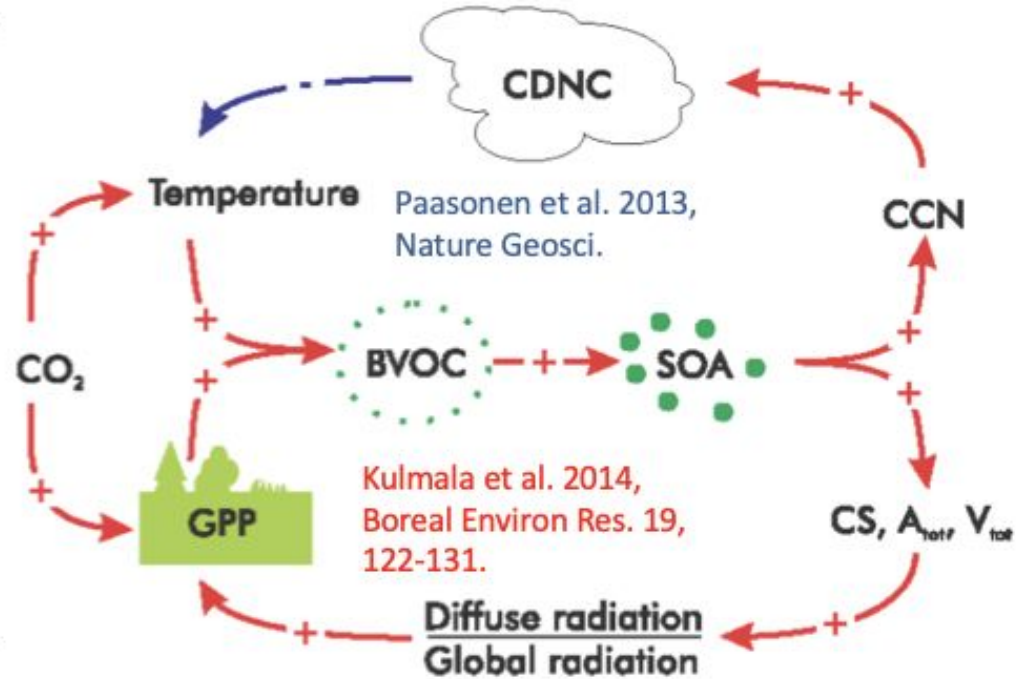 CDNC
Temperature
Paasonen et al. 2013,
Nature Geosci.
CCN
+
+
+
+
CO₂
BVOC
+
SOA
+
+
+
GPP
Kulmala et al. 2014,
Boreal Environ Res. 19,
122-131.
CS, Aₜₒₜ, Vₜₒₜ
+
+
Diffuse radiation
Global radiation